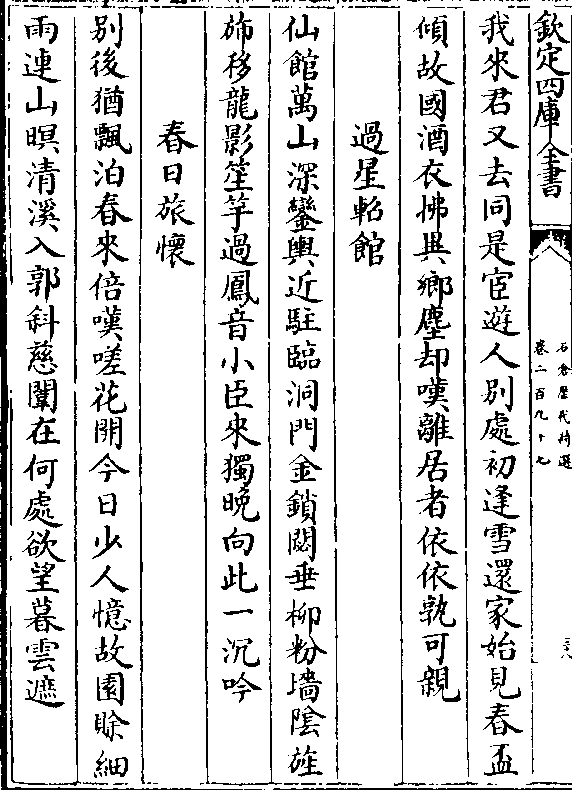 欽定四庫全書
石倉歷代詩選
卷二百九十七
三八
我來君又去同是宦遊人別處初逢雪還家始見春盃
傾故國酒衣拂異鄉塵却嘆離居者依依孰可親
過星軺館
仙館萬山深鑾輿近駐臨洞門金鎖閟垂柳粉墻陰旌
斾移龍影笙竽過鳳音小臣來獨晚向此一沉吟
春日旅懷
別後猶飄泊春來倍嘆嗟花開今日少人憶故園賒細
雨連山暝清溪入郭斜慈闈在何處欲望暮雲遮